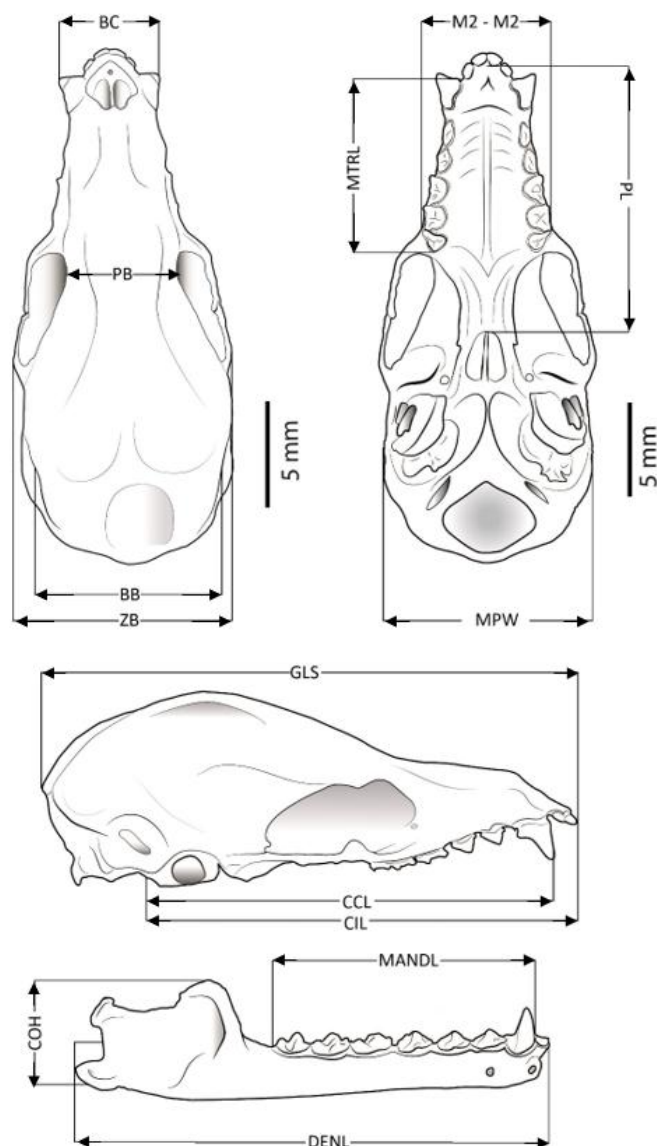 BC
M2 - M2
MTRL
PL
PB
5 mm
5 mm
BB
ZB
MPW
GLS
CCL
CIL
MANDL
COH
DENL